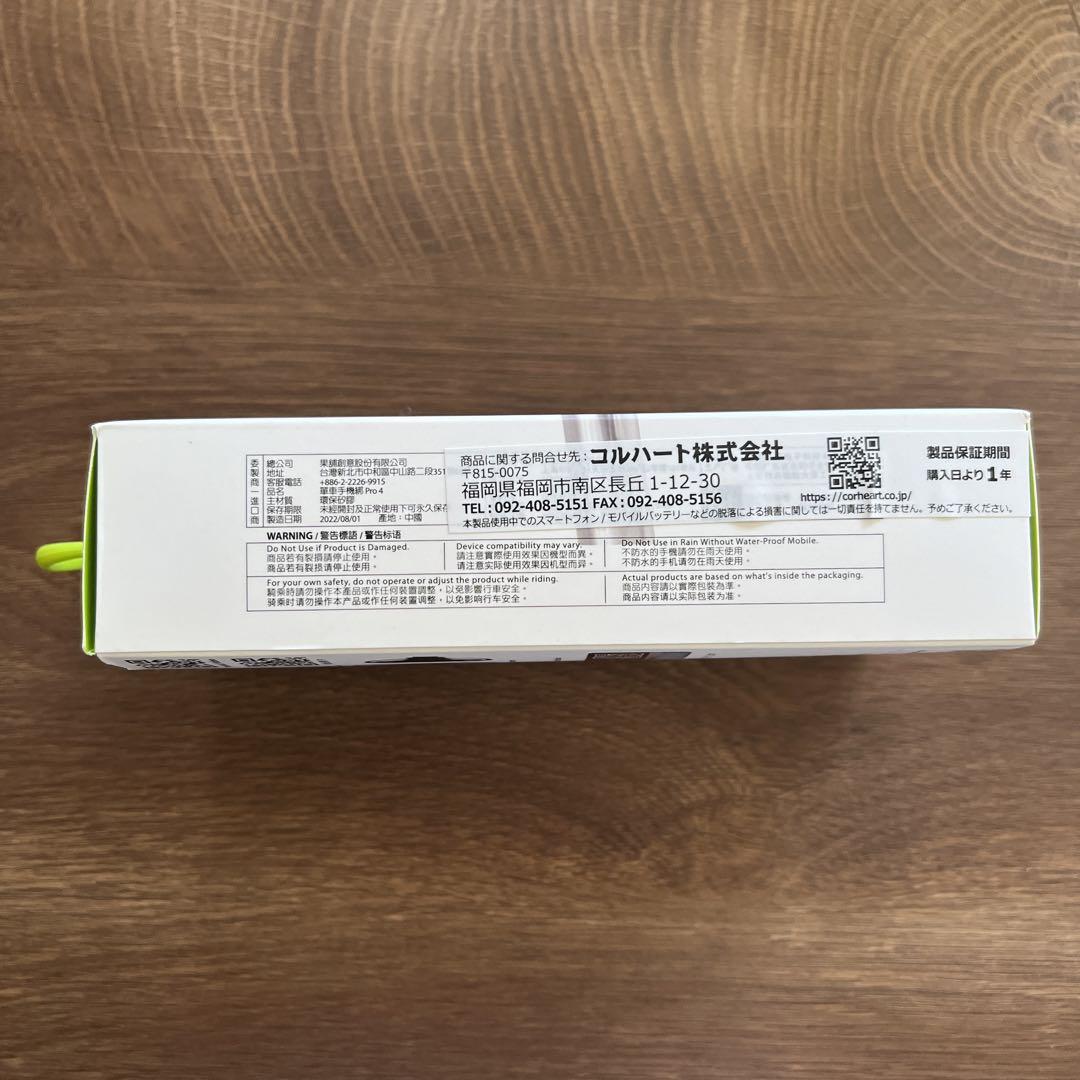 委 總公司 果舖創意股份有限公司
製 地址 台灣新北市中和區中山路二段351
商 客服電話 +886-2-2226-9915
一 品名 單車手機綁 Pro 4
進 主材質 環保矽膠
口 保存期限 未經開封及正常使用下可永久保存
商 製造日期 2022/08/01 產地：中國
商品に関する問合せ先：コルハート株式会社
〒815-0075
福岡県福岡市南区長丘 1-12-30
TEL：092-408-5151 FAX：092-408-5156
https://corheart.co.jp/
製品保証期間
購入日より1年
本製品使用中でのスマートフォン / モバイルバッテリーなどの脱落による損害に関しては一切責任を持てません。予めご了承ください。
WARNING / 警告標語 / 警告标语
Do Not Use if Product is Damaged.
商品若有裂損請停止使用。
商品若有裂损请停止使用。
Device compatibility may vary.
請注意實際使用效果因機型而異。
请注意实际使用效果因机型而异。
Do Not Use in Rain Without Water-Proof Mobile.
不防水的手機請勿在雨天使用。
不防水的手机请勿在雨天使用。
For your own safety, do not operate or adjust the product while riding.
騎乘時請勿操作本產品或作任何裝置調整，以免影響行車安全。
骑乘时请勿操作本产品或作任何装置调整，以免影响行车安全。
Actual products are based on what's inside the packaging.
商品内容請以實際包裝為準。
商品内容请以实际包装为准。